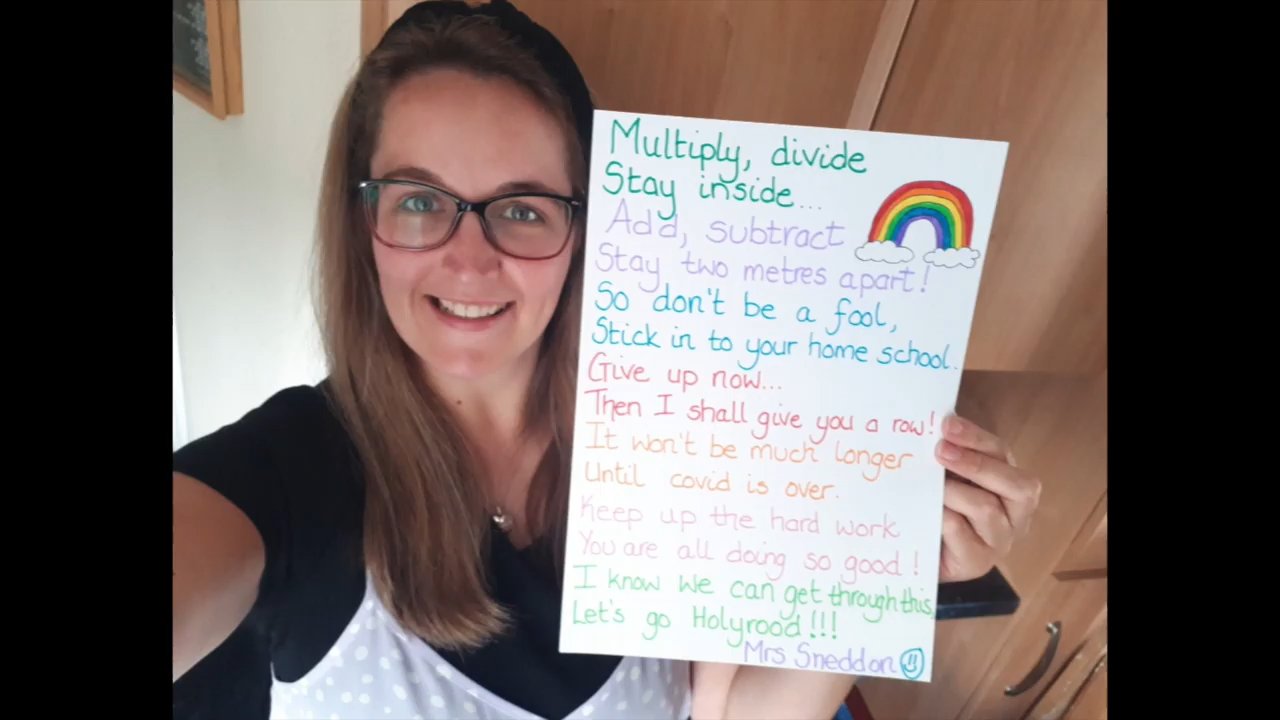 Multiply, divide
Stay inside...
Add, subtract
Stay two metres apart!
So don't be a fool,
Stick in to your home school.
Give up now...
Then I shall give you a row!
It won't be much longer
Until covid is over.
Keep up the hard work
You are all doing so good!
I know we can get through this,
Let's go Holyrood!!!
Mrs Sneddon